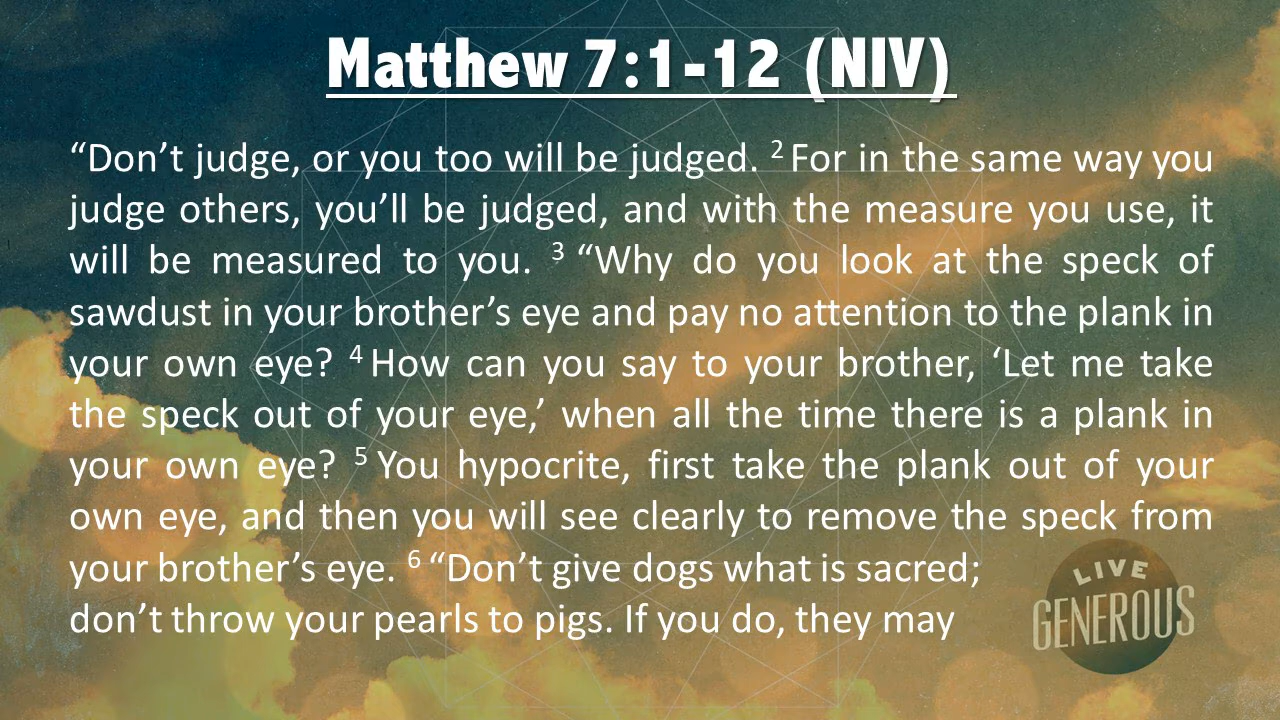 Matthew 7:1-12 (NIV)
“Don’t judge, or you too will be judged. ² For in the same way you
judge others, you’ll be judged, and with the measure you use, it
will be measured to you. ³ “Why do you look at the speck of
sawdust in your brother’s eye and pay no attention to the plank in
your own eye? ⁴ How can you say to your brother, ‘Let me take
the speck out of your eye,’ when all the time there is a plank in
your own eye? ⁵ You hypocrite, first take the plank out of your
own eye, and then you will see clearly to remove the speck from
your brother’s eye. ⁶ “Don’t give dogs what is sacred;
don’t throw your pearls to pigs. If you do, they may
LIVE
GENEROUS